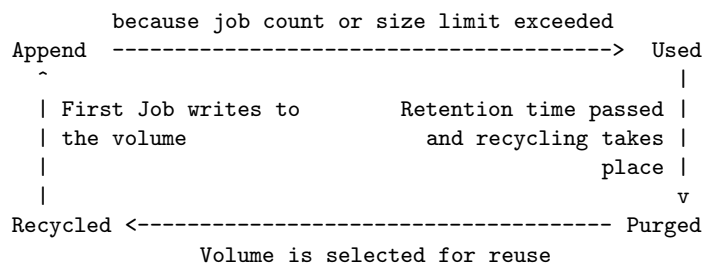 because job count or size limit exceeded
Append  --------------------------------------->  Used
  ^                                                  |
  | First Job writes to        Retention time passed |
  | the volume                   and recycling takes |
  |                                            place |
  |                                                  v
Recycled <-------------------------------------- Purged
Volume is selected for reuse